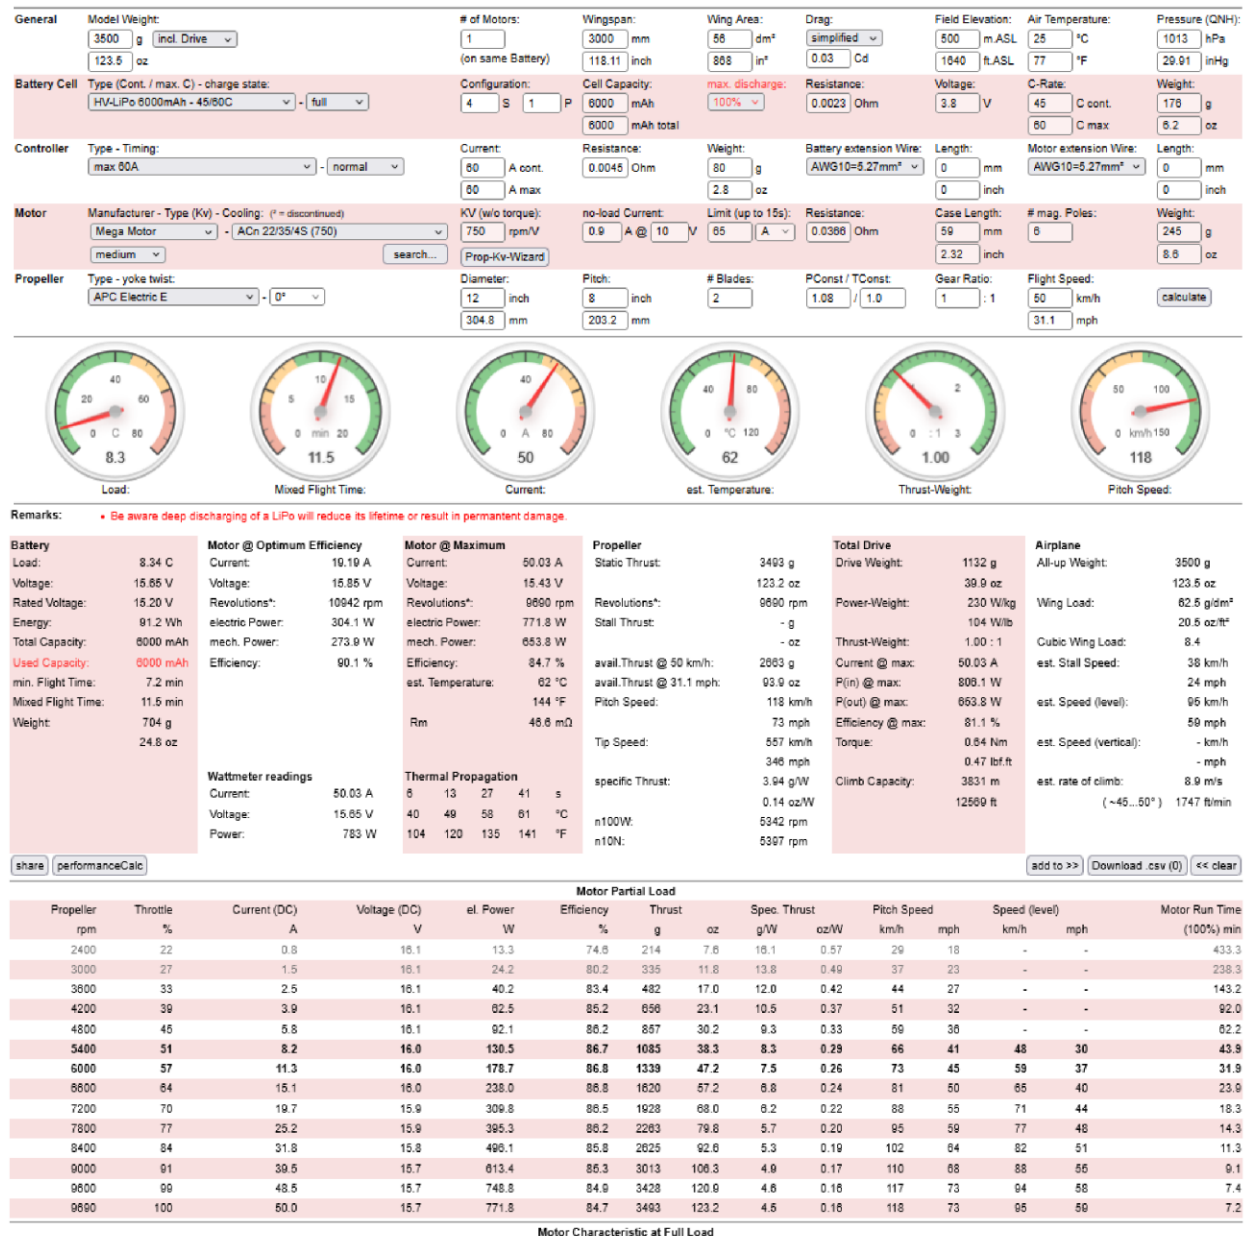 General Model Weight: # of Motors: Wingspan: Wing Area: Drag: Field Elevation: Air Temperature: Pressure (QNH):
3500 g incl. Drive 1 3000 mm 56 dm² simplified 500 m.ASL 25 °C 1013 hPa
123.5 oz (on same Battery) 118.11 inch 868 in² 0.03 Cd 1640 ft.ASL 77 °F 29.91 inHg
Battery Cell Type (Cont. / max. C) - charge state: Configuration: Cell Capacity: max. discharge: Resistance: Voltage: C-Rate: Weight:
HV-LiPo 6000mAh - 45/60C - full 4 S 1 P 6000 mAh 100% 0.0023 Ohm 3.8 V 45 C cont. 176 g
6000 mAh total 60 C max 6.2 oz
Controller Type - Timing: Current: Resistance: Weight: Battery extension Wire: Length: Motor extension Wire: Length:
max 60A - normal 60 A cont. 0.0045 Ohm 80 g AWG10=5.27mm² 0 mm AWG10=5.27mm² 0 mm
60 A max 2.8 oz 0 inch 0 inch
Motor Manufacturer - Type (Kv) - Cooling: (² = discontinued) KV (w/o torque): no-load Current: Limit (up to 15s): Resistance: Case Length: # mag. Poles: Weight:
Mega Motor - ACn 22/35/4S (750) 750 rpm/V 0.9 A @ 10 V 65 A 0.0366 Ohm 59 mm 6 245 g
medium search... Prop-Kv-Wizard 2.32 inch 8.6 oz
Propeller Type - yoke twist: Diameter: Pitch: # Blades: PConst / TConst: Gear Ratio: Flight Speed:
APC Electric E - 0° 12 inch 8 inch 2 1.08 / 1.0 1 : 1 50 km/h calculate
304.8 mm 203.2 mm 31.1 mph
0 20 40 60 80 C 8.3
0 5 10 15 20 min 11.5
0 40 80 A 50
0 40 80 120 °C 62
0 2 3 :1 1.00
0 50 100 150 km/h 118
Load: Mixed Flight Time: Current: est. Temperature: Thrust-Weight: Pitch Speed:
Remarks: • Be aware deep discharging of a LiPo will reduce its lifetime or result in permantent damage.
Battery Motor @ Optimum Efficiency Motor @ Maximum Propeller Total Drive Airplane
Load: 8.34 C Current: 19.19 A Current: 50.03 A Static Thrust: 3493 g Drive Weight: 1132 g All-up Weight: 3500 g
Voltage: 15.65 V Voltage: 15.85 V Voltage: 15.43 V 123.2 oz 39.9 oz 123.5 oz
Rated Voltage: 15.20 V Revolutions*: 10942 rpm Revolutions*: 9690 rpm Revolutions*: 9690 rpm Power-Weight: 230 W/kg Wing Load: 62.5 g/dm²
Energy: 91.2 Wh electric Power: 304.1 W electric Power: 771.8 W Stall Thrust: - g 104 W/lb 20.5 oz/ft²
Total Capacity: 6000 mAh mech. Power: 273.9 W mech. Power: 653.8 W - oz Thrust-Weight: 1.00 : 1 Cubic Wing Load: 8.4
Used Capacity: 6000 mAh Efficiency: 90.1 % Efficiency: 84.7 % avail.Thrust @ 50 km/h: 2663 g Current @ max: 50.03 A est. Stall Speed: 38 km/h
min. Flight Time: 7.2 min est. Temperature: 62 °C avail.Thrust @ 31.1 mph: 93.9 oz P(in) @ max: 806.1 W 24 mph
Mixed Flight Time: 11.5 min 144 °F Pitch Speed: 118 km/h P(out) @ max: 653.8 W est. Speed (level): 95 km/h
Weight: 704 g Rm 46.6 mΩ 73 mph Efficiency @ max: 81.1 % 59 mph
24.8 oz Tip Speed: 557 km/h Torque: 0.64 Nm est. Speed (vertical): - km/h
346 mph 0.47 lbf.ft - mph
Wattmeter readings Thermal Propagation specific Thrust: 3.94 g/W Climb Capacity: 3831 m est. rate of climb: 8.9 m/s
Current: 50.03 A 6 13 27 41 s 0.14 oz/W 12569 ft (~45...50°) 1747 ft/min
Voltage: 15.65 V 40 49 58 61 °C n100W: 5342 rpm
Power: 783 W 104 120 135 141 °F n10N: 5397 rpm
share performanceCalc add to >> Download .csv (0) << clear
Motor Partial Load
Propeller Throttle Current (DC) Voltage (DC) el. Power Efficiency Thrust Spec. Thrust Pitch Speed Speed (level) Motor Run Time
rpm % A V W % g oz g/W oz/W km/h mph km/h mph (100%) min
2400 22 0.8 16.1 13.3 74.6 214 7.6 16.1 0.57 29 18 - - 433.3
3000 27 1.5 16.1 24.2 80.2 335 11.8 13.8 0.49 37 23 - - 238.3
3600 33 2.5 16.1 40.2 83.4 482 17.0 12.0 0.42 44 27 - - 143.2
4200 39 3.9 16.1 62.5 85.2 656 23.1 10.5 0.37 51 32 - - 92.0
4800 45 5.8 16.1 92.1 86.2 857 30.2 9.3 0.33 59 36 - - 62.2
5400 51 8.2 16.0 130.5 86.7 1085 38.3 8.3 0.29 66 41 48 30 43.9
6000 57 11.3 16.0 178.7 86.8 1339 47.2 7.5 0.26 73 45 59 37 31.9
6600 64 15.1 16.0 238.0 86.8 1620 57.2 6.8 0.24 81 50 65 40 23.9
7200 70 19.7 15.9 309.8 86.5 1928 68.0 6.2 0.22 88 55 71 44 18.3
7800 77 25.2 15.9 395.3 86.2 2263 79.8 5.7 0.20 95 59 77 48 14.3
8400 84 31.8 15.8 496.1 85.8 2625 92.6 5.3 0.19 102 64 82 51 11.3
9000 91 39.5 15.7 613.4 85.3 3013 106.3 4.9 0.17 110 68 88 55 9.1
9600 99 48.5 15.7 748.8 84.9 3428 120.9 4.6 0.16 117 73 94 58 7.4
9690 100 50.0 15.7 771.8 84.7 3493 123.2 4.5 0.16 118 73 95 59 7.2
Motor Characteristic at Full Load